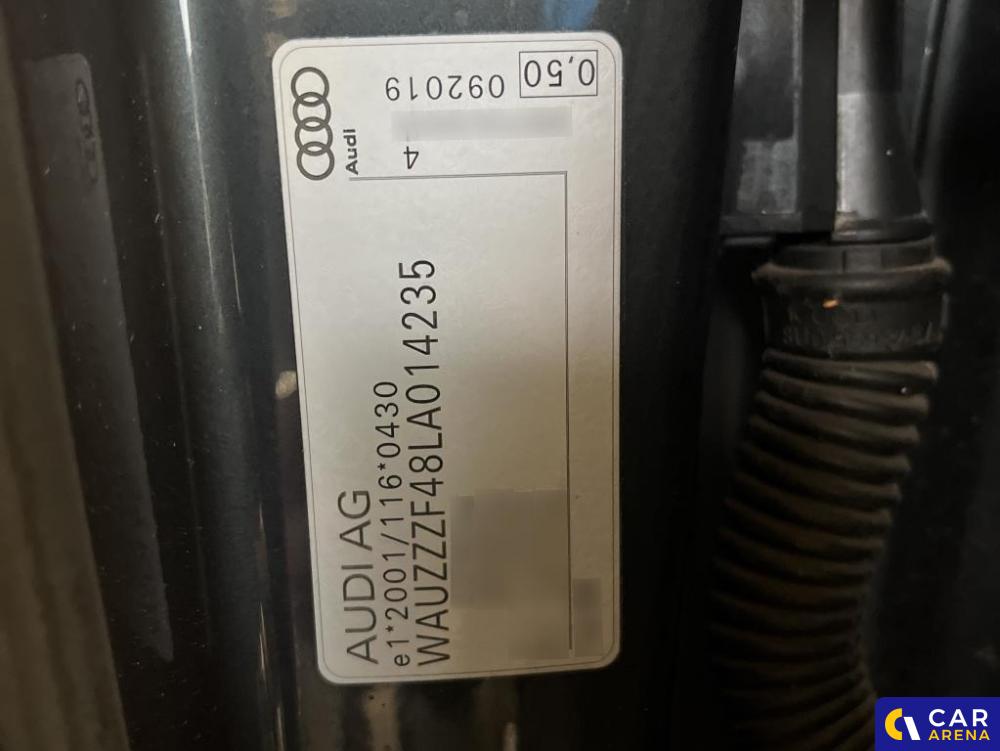 AUDI AG
e1*2001/116*0430
WAUZZZF48LA014235
Audi
4
092019
0,50
CAR
ARENA